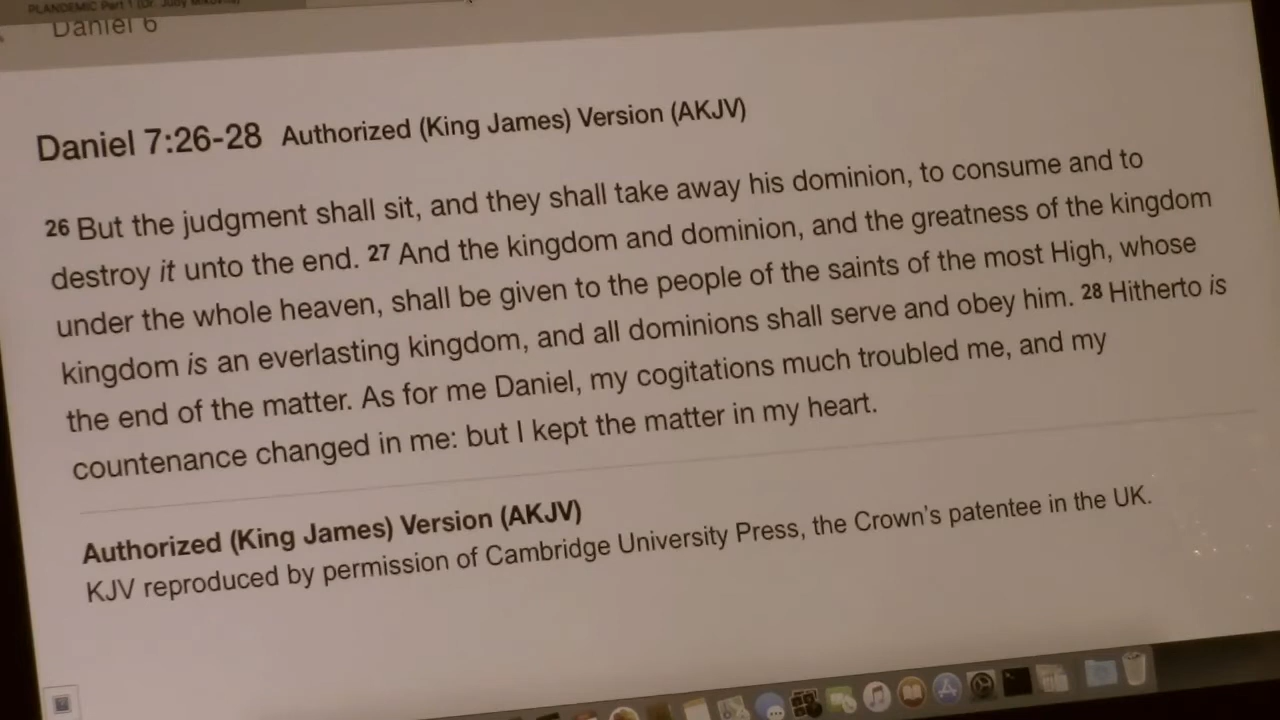 PLANDEMIC Part 1 (Dr. Judy Mikovits)
Daniel 6
Daniel 7:26-28 Authorized (King James) Version (AKJV)
26 But the judgment shall sit, and they shall take away his dominion, to consume and to
destroy it unto the end. 27 And the kingdom and dominion, and the greatness of the kingdom
under the whole heaven, shall be given to the people of the saints of the most High, whose
kingdom is an everlasting kingdom, and all dominions shall serve and obey him. 28 Hitherto is
the end of the matter. As for me Daniel, my cogitations much troubled me, and my
countenance changed in me: but I kept the matter in my heart.
Authorized (King James) Version (AKJV)
KJV reproduced by permission of Cambridge University Press, the Crown's patentee in the UK.